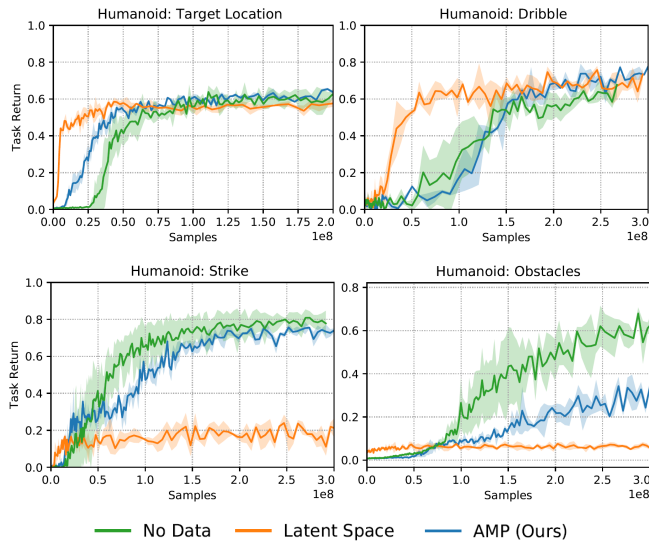 Humanoid: Target Location
Humanoid: Dribble
1.0
0.8
0.6
0.4
0.2
0.0
Task Return
0.00 0.25 0.50 0.75 1.00 1.25 1.50 1.75 2.0
Samples
1e8
1.0
0.8
0.6
0.4
0.2
0.0
0.0 0.5 1.0 1.5 2.0 2.5 3.0
Samples
1e8
Humanoid: Strike
Humanoid: Obstacles
1.0
0.8
0.6
0.4
0.2
0.0
Task Return
0.0 0.5 1.0 1.5 2.0 2.5 3.0
Samples
1e8
0.8
0.6
0.4
0.2
0.0
0.0 0.5 1.0 1.5 2.0 2.5 3.0
Samples
1e8
No Data Latent Space AMP (Ours)